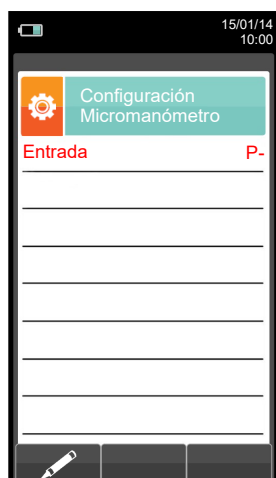 15/01/14
10:00
Configuración
Micromanómetro
Entrada P-